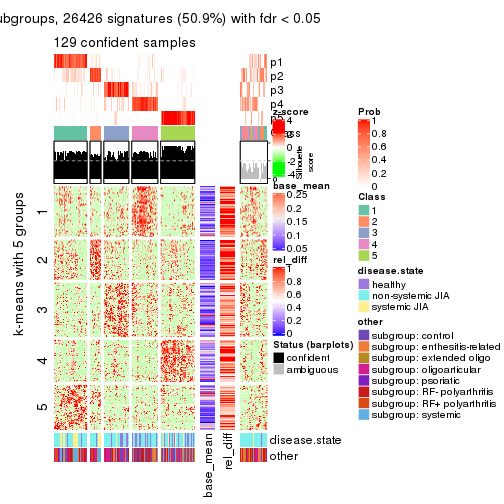 ubgroups, 26426 signatures (50.9%) with fdr < 0.05
129 confident samples
p1
p2
p3
p4
z-score
4
2
0
-2
-4
Silhouette
score
base_mean
0.25
0.2
0.15
0.1
0.05
rel_diff
1
0.8
0.6
0.4
0.2
0
Status (barplots)
confident
ambiguous
Prob
1
0.8
0.6
0.4
0.2
0
Class
1
2
3
4
5
disease.state
healthy
non-systemic JIA
systemic JIA
other
subgroup: control
subgroup: enthesitis-related
subgroup: extended oligo
subgroup: oligoarticular
subgroup: psoriatic
subgroup: RF- polyarthritis
subgroup: RF+ polyarthritis
subgroup: systemic
k-means with 5 groups
1
2
3
4
5
disease.state
other
base_mean
rel_diff